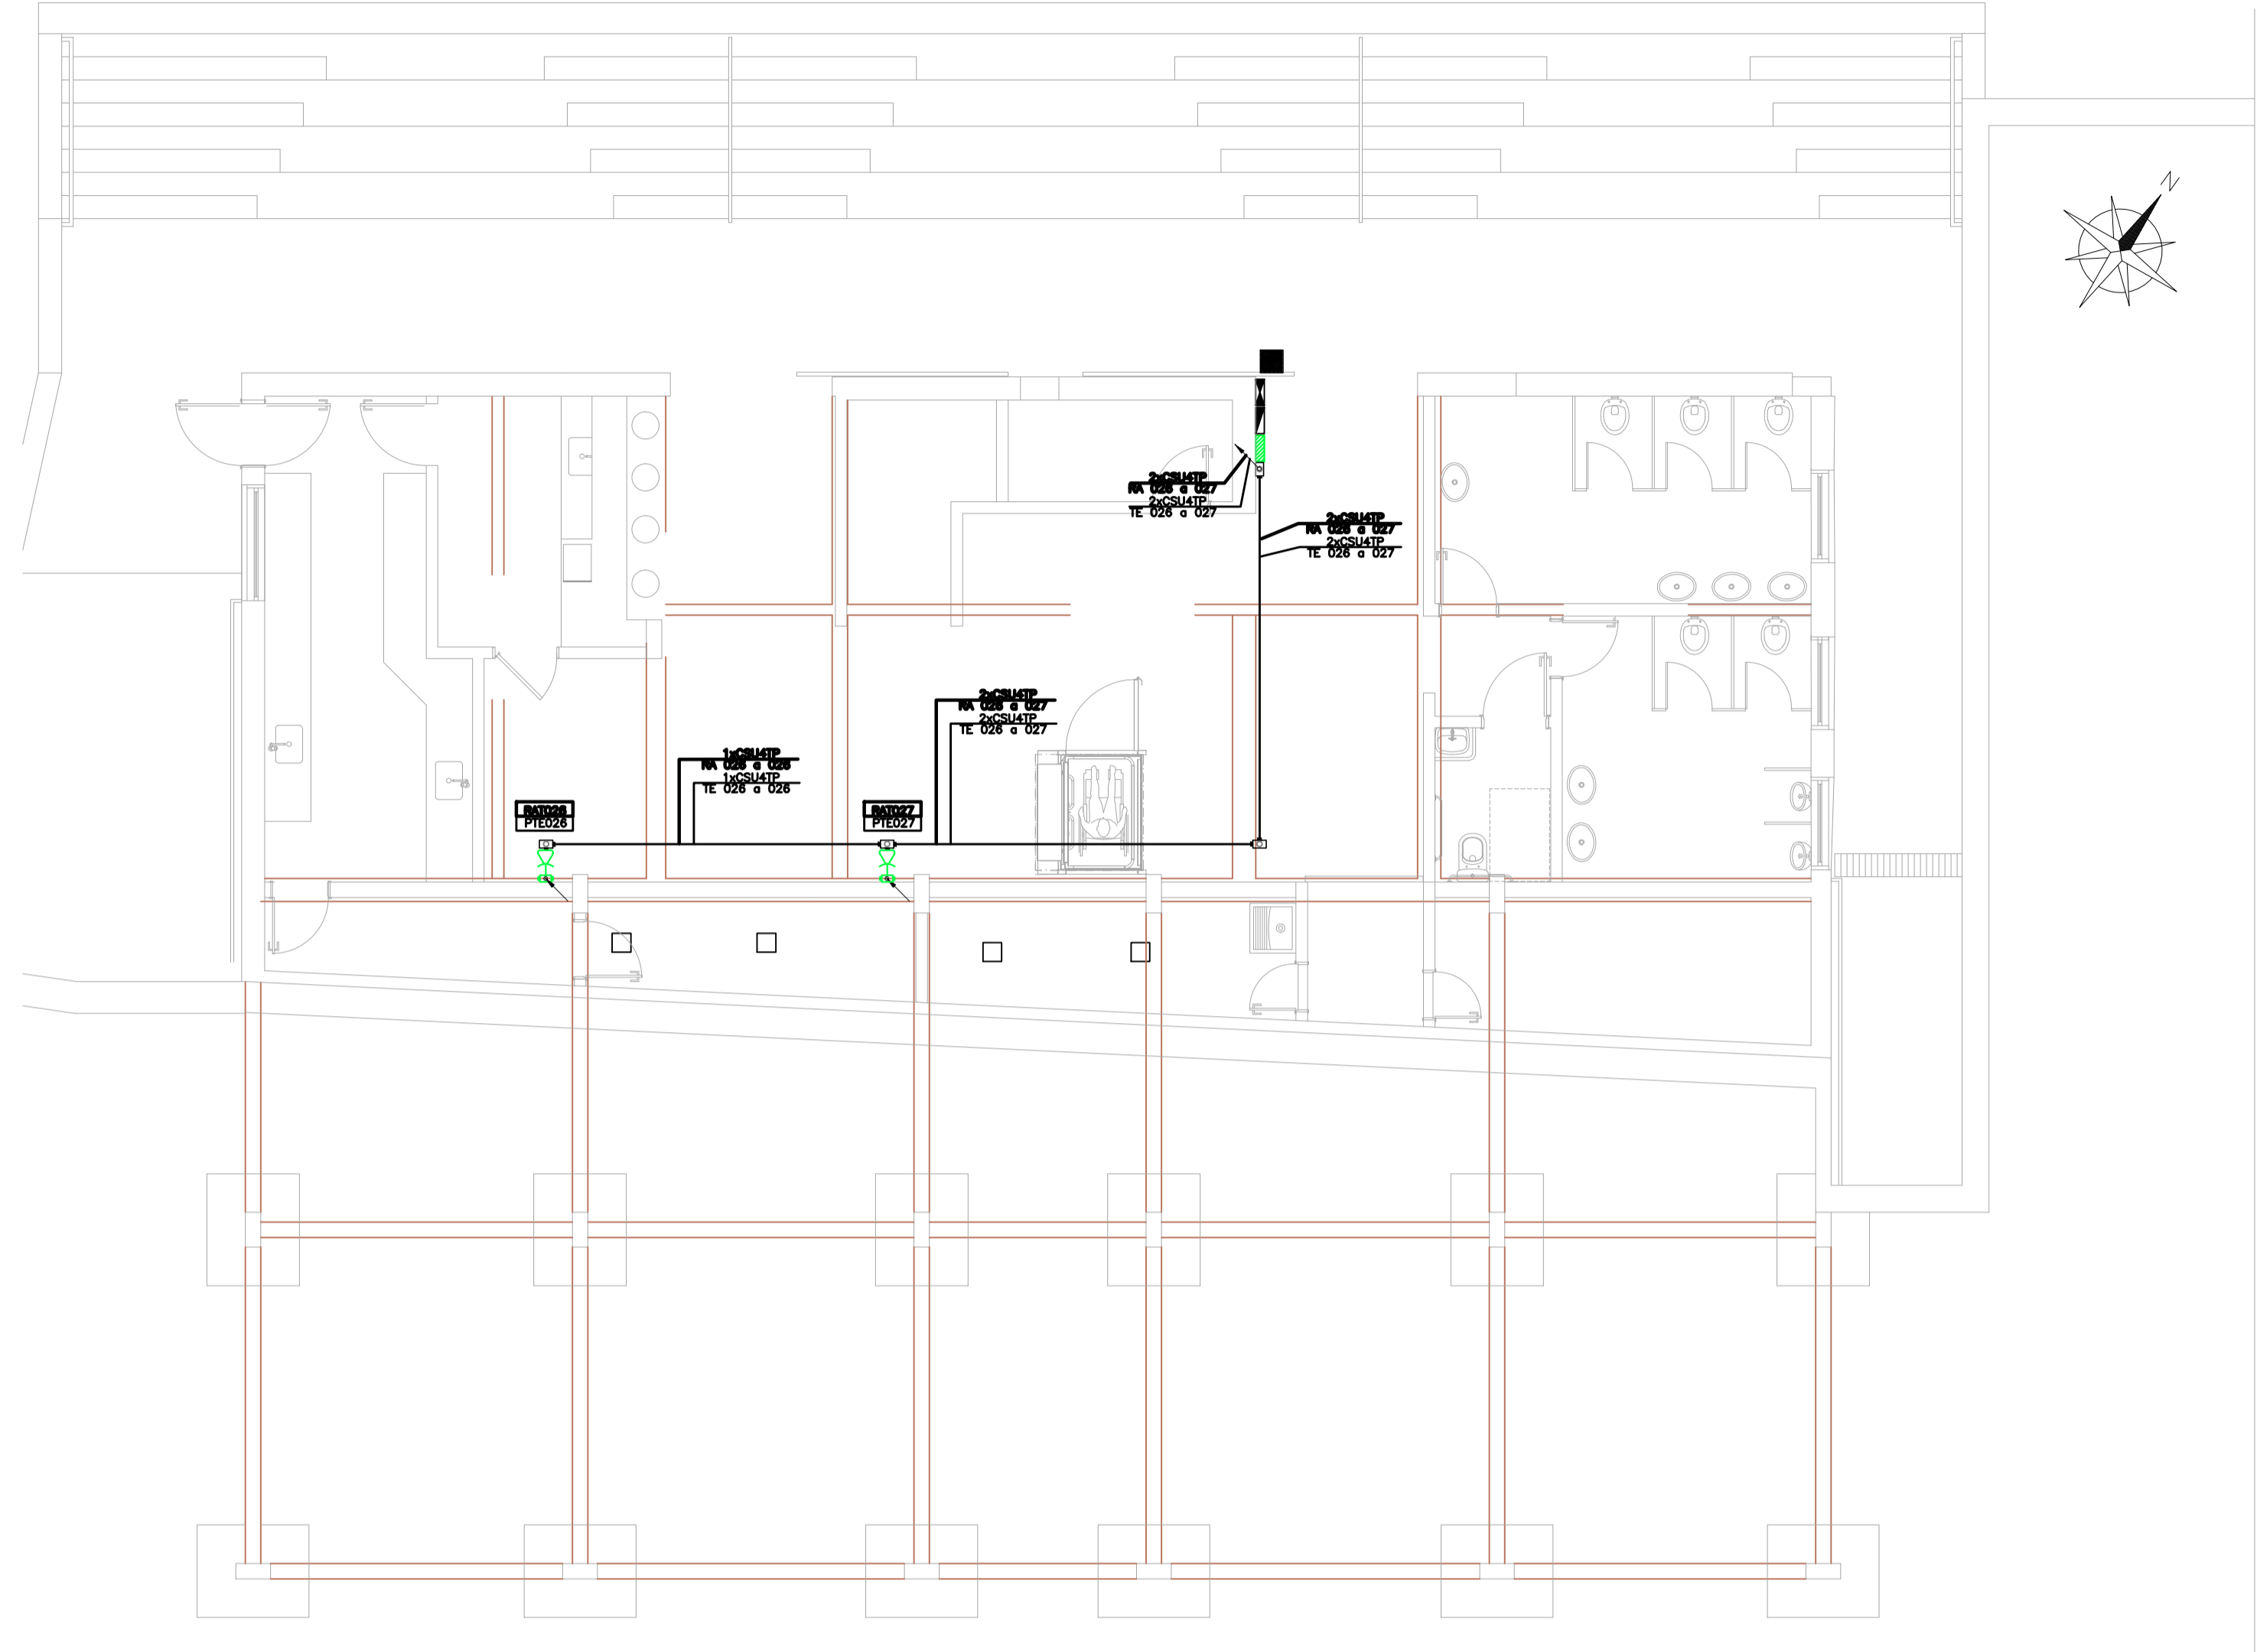 N
2xCSU4TP
RA 026 a 027
2xCSU4TP
TE 026 a 027
2xCSU4TP
RA 026 a 027
2xCSU4TP
TE 026 a 027
2xCSU4TP
RA 026 a 027
2xCSU4TP
TE 026 a 027
1xCSU4TP
RA 026 a 026
1xCSU4TP
TE 026 a 026
RAT026
PTE026
RAT027
PTE027